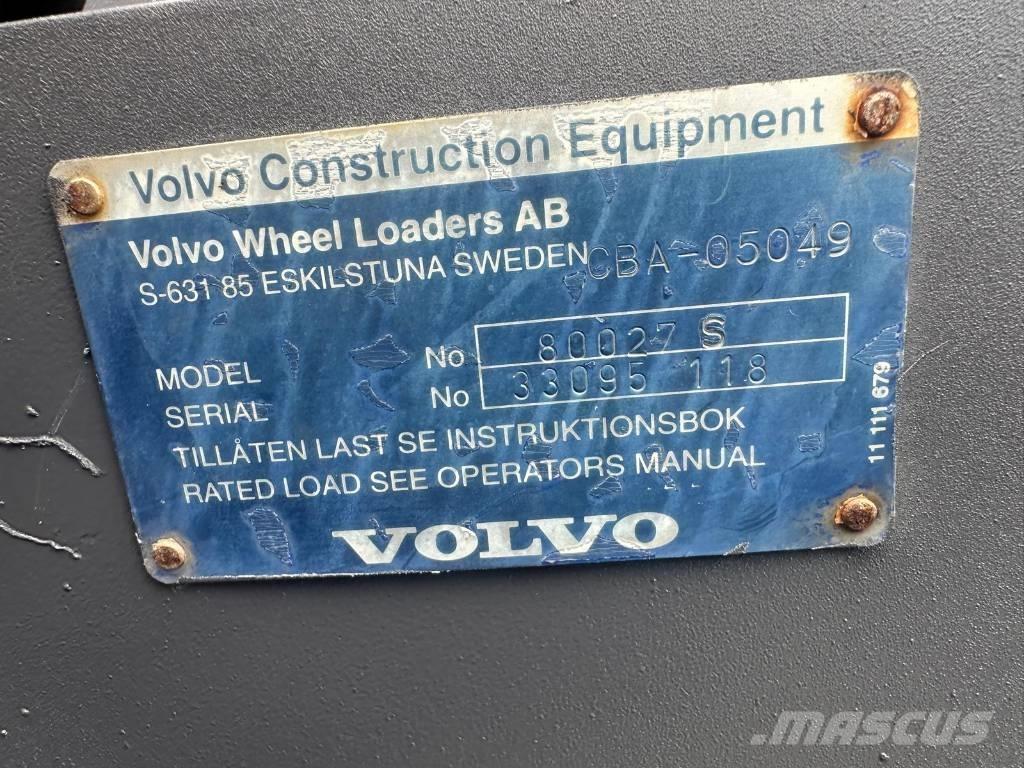 Volvo Construction Equipment
Volvo Wheel Loaders AB
S-631 85 ESKILSTUNA SWEDEN CBA-05049
MODEL No 80027 S
SERIAL No 33095 118
TILLÅTEN LAST SE INSTRUKTIONSBOK
RATED LOAD SEE OPERATORS MANUAL
VOLVO
11 111 679
MASCUS